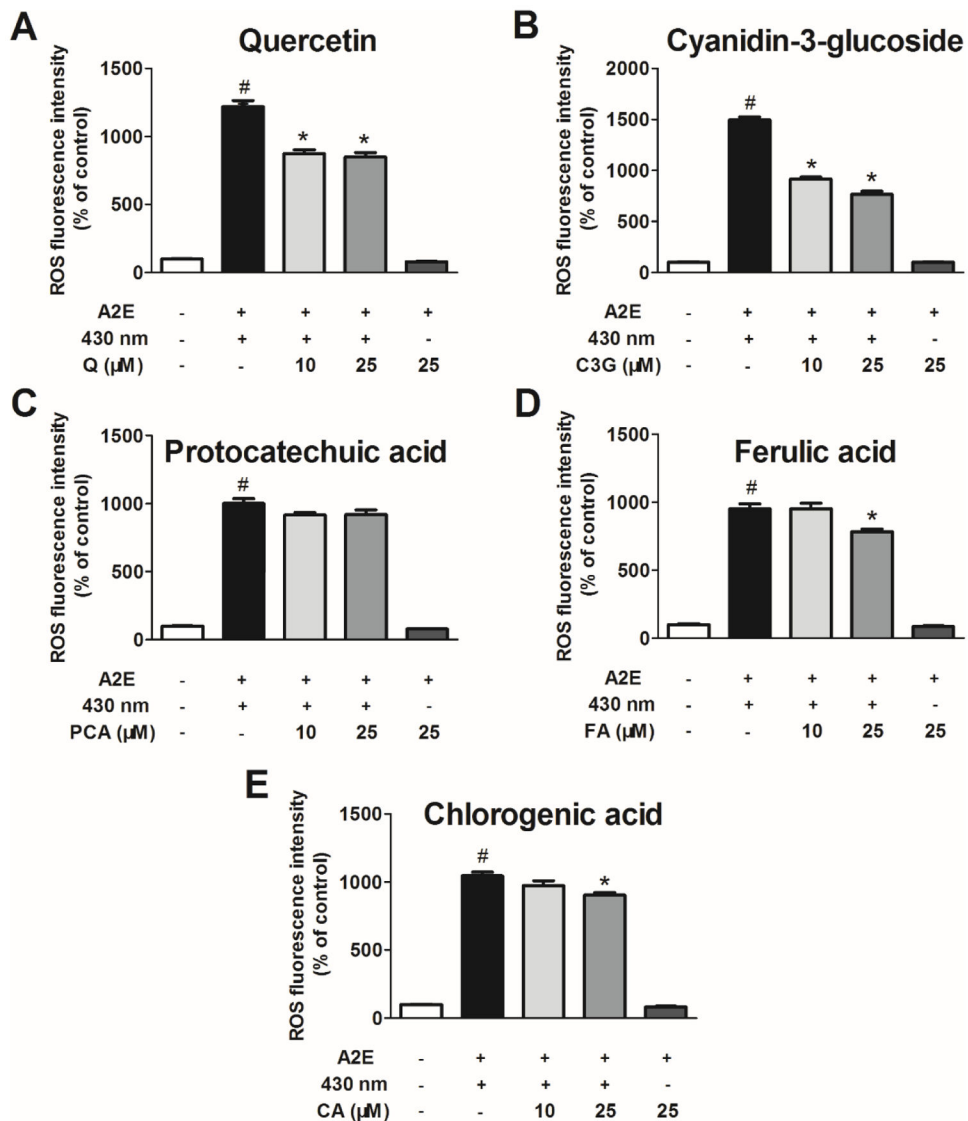 A
Quercetin
ROS fluorescence intensity
(% of control)
1500
1000
500
0
#
*
*
A2E - + + + +
430 nm - + + + -
Q (µM) - - 10 25 25
B
Cyanidin-3-glucoside
ROS fluorescence intensity
(% of control)
2000
1500
1000
500
0
#
*
*
A2E - + + + +
430 nm - + + + -
C3G (µM) - - 10 25 25
C
Protocatechuic acid
ROS fluorescence intensity
(% of control)
1500
1000
500
0
#
A2E - + + + +
430 nm - + + + -
PCA (µM) - - 10 25 25
D
Ferulic acid
ROS fluorescence intensity
(% of control)
1500
1000
500
0
#
*
A2E - + + + +
430 nm - + + + -
FA (µM) - - 10 25 25
E
Chlorogenic acid
ROS fluorescence intensity
(% of control)
1500
1000
500
0
#
*
A2E - + + + +
430 nm - + + + -
CA (µM) - - 10 25 25